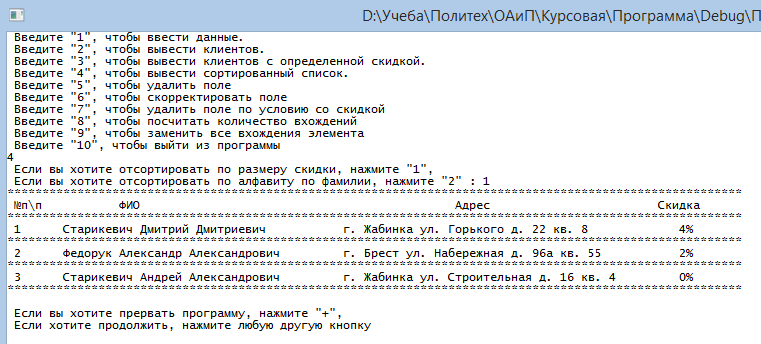 D:\Учеба\Политех\ОАиП\Курсовая\Программа\Debug\П
Введите "1", чтобы ввести данные.
Введите "2", чтобы вывести клиентов.
Введите "3", чтобы вывести клиентов с определенной скидкой.
Введите "4", чтобы вывести сортированный список.
Введите "5", чтобы удалить поле
Введите "6", чтобы скорректировать поле
Введите "7", чтобы удалить поле по условию со скидкой
Введите "8", чтобы посчитать количество вхождений
Введите "9", чтобы заменить все вхождения элемента
Введите "10", чтобы выйти из программы
4
Если вы хотите отсортировать по размеру скидки, нажмите "1",
Если вы хотите отсортировать по алфавиту по фамилии, нажмите "2" : 1
*********************************************************************************************************
№п\п ФИО Адрес Скидка
*********************************************************************************************************
1 Старикевич Дмитрий Дмитриевич г. Жабинка ул. Горького д. 22 кв. 8 4%
*********************************************************************************************************
2 Федорук Александр Александрович г. Брест ул. Набережная д. 96а кв. 55 2%
*********************************************************************************************************
3 Старикевич Андрей Александрович г. Жабинка ул. Строительная д. 16 кв. 4 0%
*********************************************************************************************************
Если вы хотите прервать программу, нажмите "+",
Если хотите продолжить, нажмите любую другую кнопку